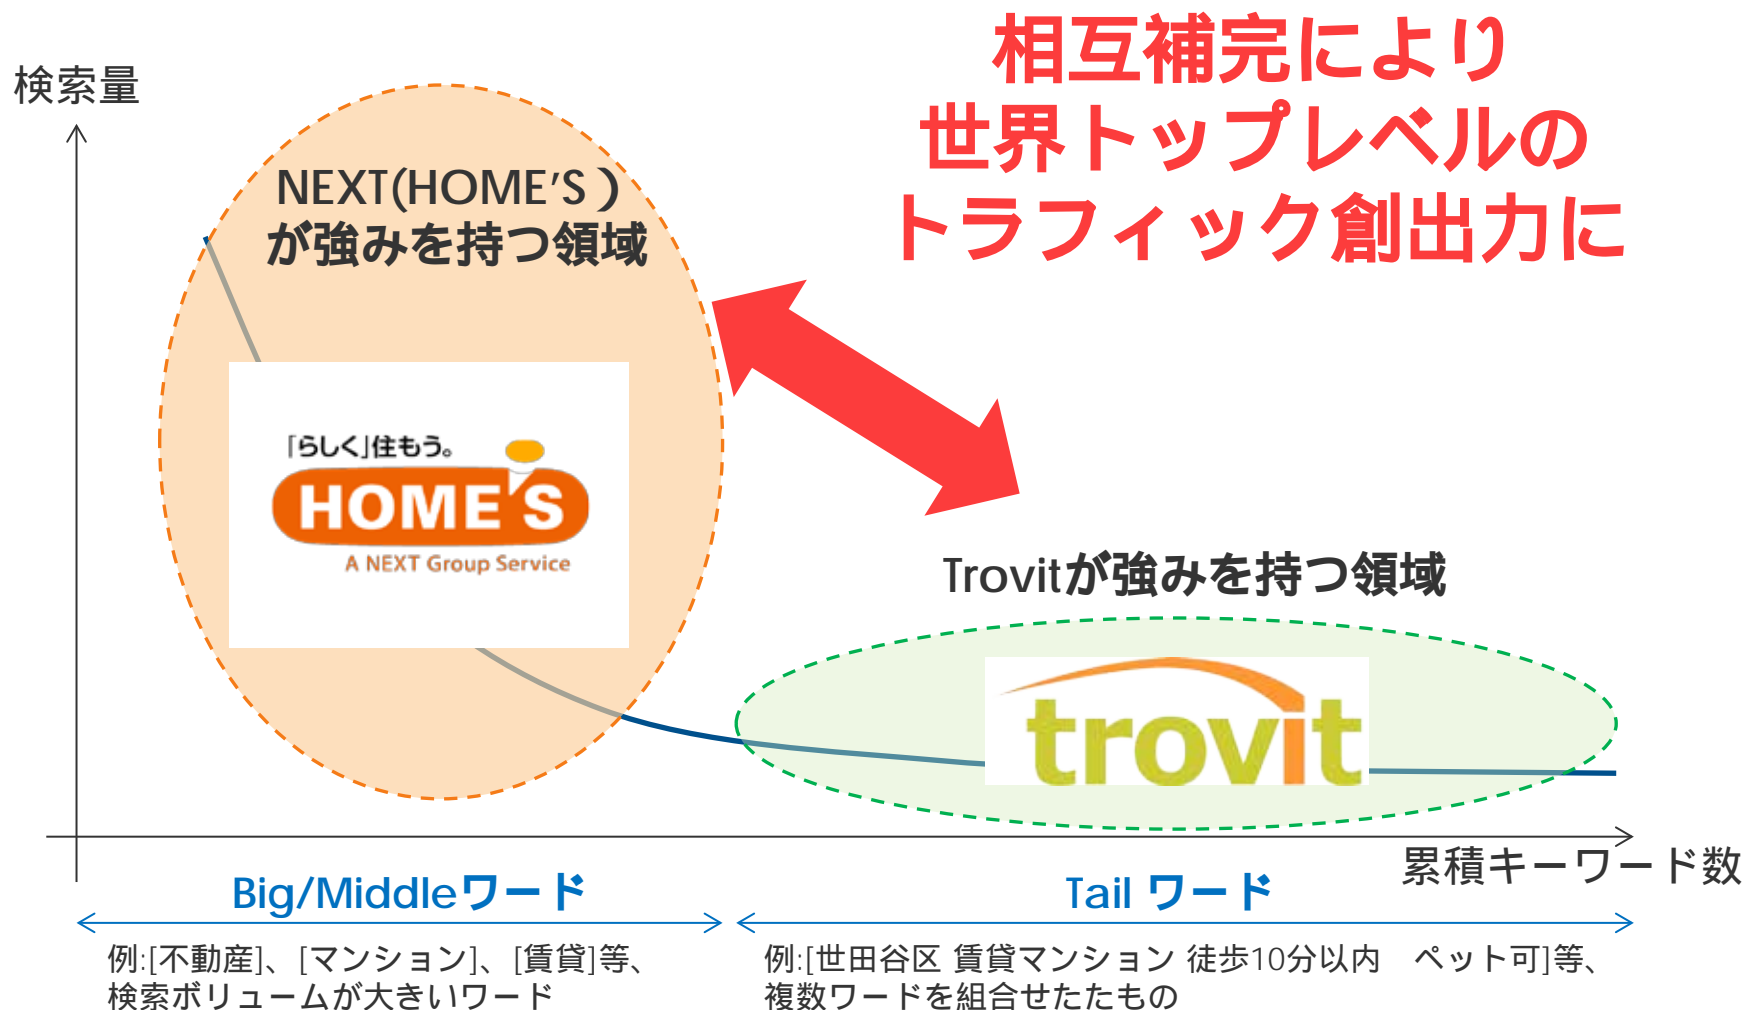 相互補完により
世界トップレベルの
トラフィック創出力に
検索量
NEXT(HOME'S )
が強みを持つ領域
「らしく」住もう。
HOME'S
A NEXT Group Service
Trovitが強みを持つ領域
trovit
累積キーワード数
Big/Middleワード
Tail ワード
例:[不動産]、[マンション]、[賃貸]等、
検索ボリュームが大きいワード
例:[世田谷区 賃貸マンション 徒歩10分以内　ペット可]等、
複数ワードを組合せたたもの